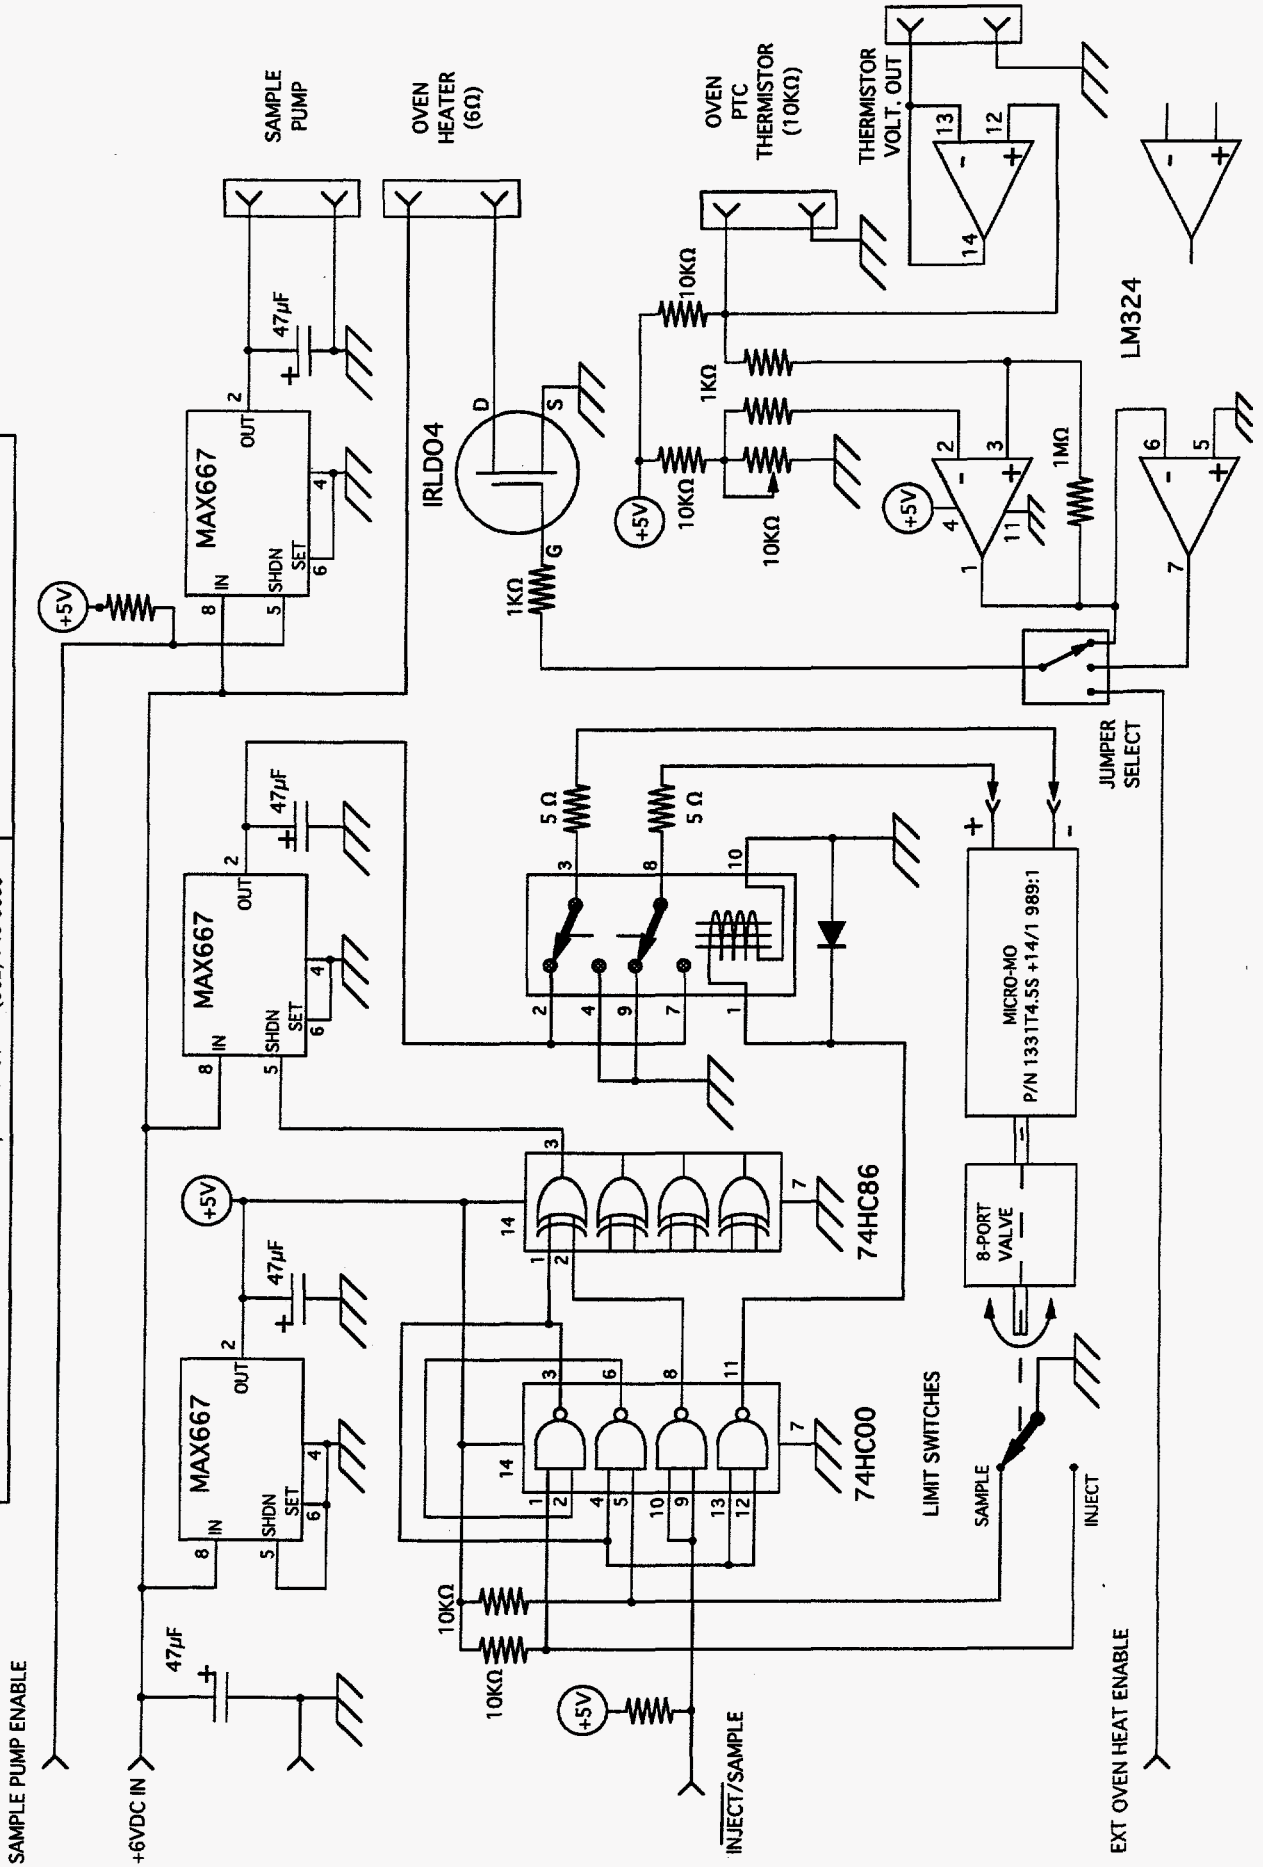 SAMPLE PUMP ENABLE
+6VDC IN
47µF
+
+5V
MAX667
IN
8
SHDN
5
SET
6
4
OUT
2
47µF
+
+5V
MAX667
IN
8
SHDN
5
SET
6
4
OUT
2
47µF
+
+5V
MAX667
IN
8
SHDN
5
SET
6
4
OUT
2
47µF
+
SAMPLE
PUMP
OVEN
HEATER
(6Ω)
IRLD04
D
S
G
1KΩ
OVEN
PTC
THERMISTOR
(10KΩ)
+5V
10KΩ
10KΩ
10KΩ
1KΩ
THERMISTOR
VOLT. OUT
13
12
14
-
+
+5V
4
11
2
3
1
-
+
1MΩ
LM324
6
5
7
-
+
-
+
JUMPER
SELECT
10KΩ
10KΩ
+5V
INJECT/SAMPLE
14
1
2
4
5
10
9
13
12
3
6
8
11
7
74HC00
14
1
2
3
7
74HC86
2
4
9
7
1
3
8
10
5 Ω
5 Ω
+
-
MICRO-MO
P/N 1331T4.5S +14/1 989:1
8-PORT
VALVE
LIMIT SWITCHES
SAMPLE
INJECT
EXT OVEN HEAT ENABLE